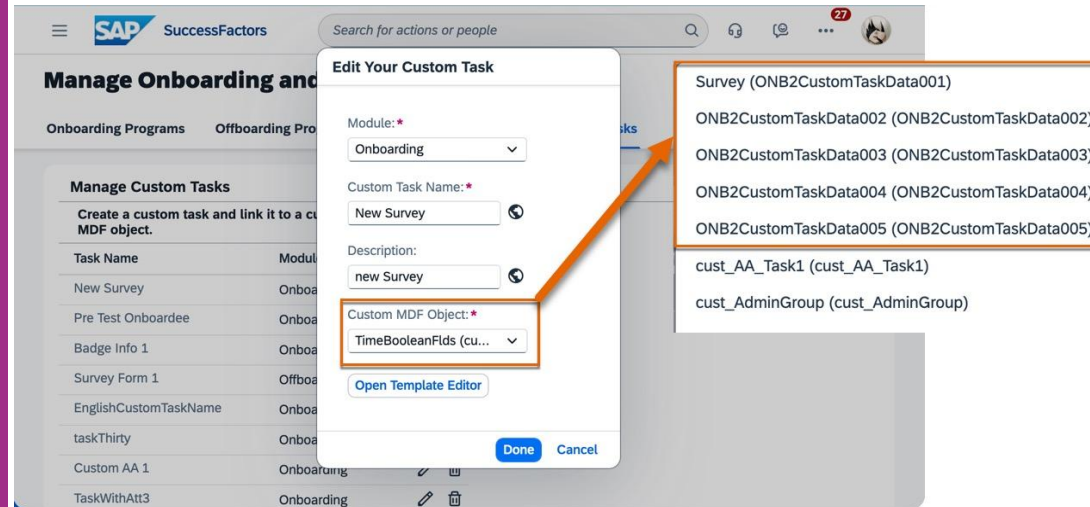 SAP SuccessFactors
Search for actions or people
27
Manage Onboarding and
Onboarding Programs Offboarding Pro
Manage Custom Tasks
Create a custom task and link it to a cu
MDF object.
Task Name Modul
New Survey Onboa
Pre Test Onboardee Onboa
Badge Info 1 Onboa
Survey Form 1 Offboa
EnglishCustomTaskName Onboa
taskThirty Onboa
Custom AA 1 Onboarding
TaskWithAtt3 Onboarding
Edit Your Custom Task
Module:*
Onboarding
Custom Task Name:*
New Survey
Description:
new Survey
Custom MDF Object:*
TimeBooleanFlds (cu...
Open Template Editor
Done Cancel
sks
Survey (ONB2CustomTaskData001)
ONB2CustomTaskData002 (ONB2CustomTaskData002)
ONB2CustomTaskData003 (ONB2CustomTaskData003)
ONB2CustomTaskData004 (ONB2CustomTaskData004)
ONB2CustomTaskData005 (ONB2CustomTaskData005)
cust_AA_Task1 (cust_AA_Task1)
cust_AdminGroup (cust_AdminGroup)